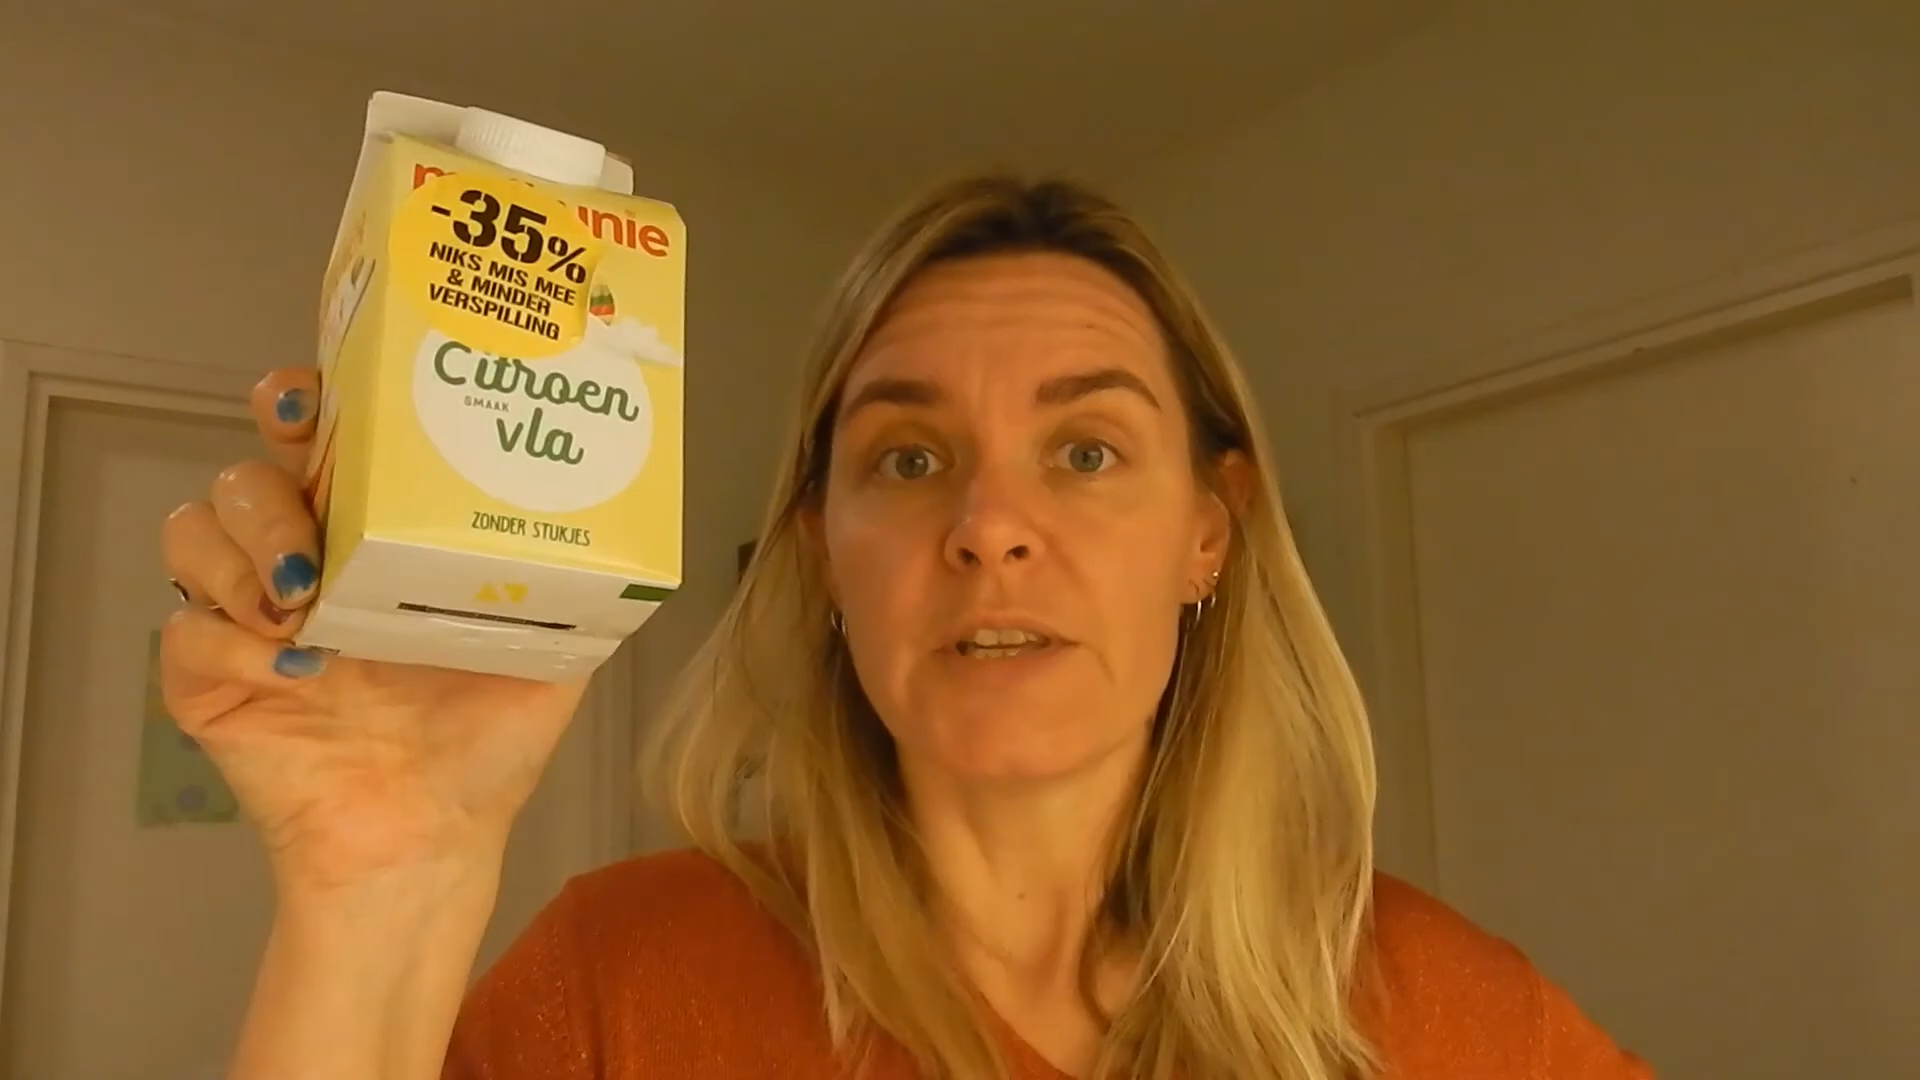 -35%
NIKS MIS MEE
& MINDER
VERSPILLING
Citroen
SMAAK
vla
ZONDER STUKJES